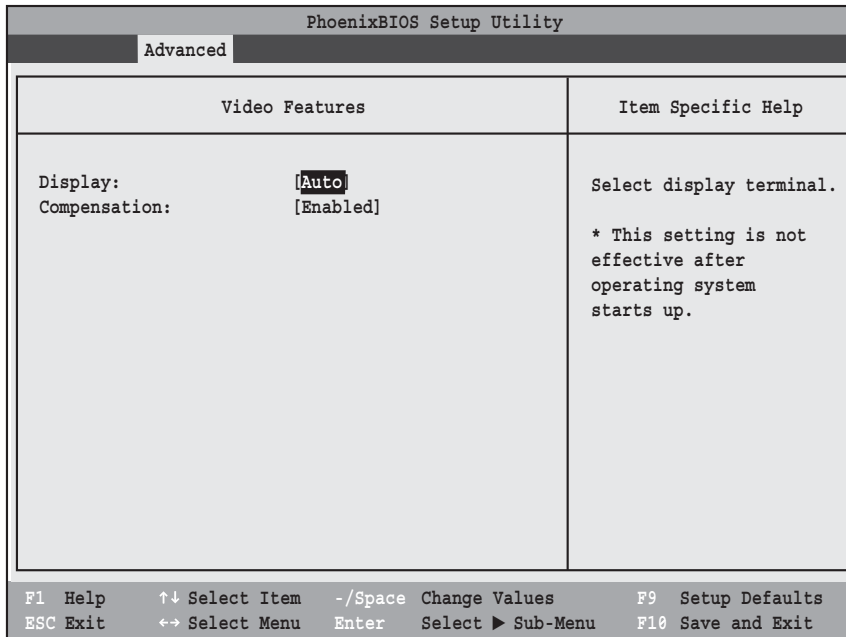 PhoenixBIOS Setup Utility
Advanced
Video Features
Item Specific Help
Display: [Auto]
Compensation: [Enabled]
Select display terminal.
* This setting is not
effective after
operating system
starts up.
F1 Help ↑↓ Select Item -/Space Change Values F9 Setup Defaults
ESC Exit ←→ Select Menu Enter Select ▶ Sub-Menu F10 Save and Exit